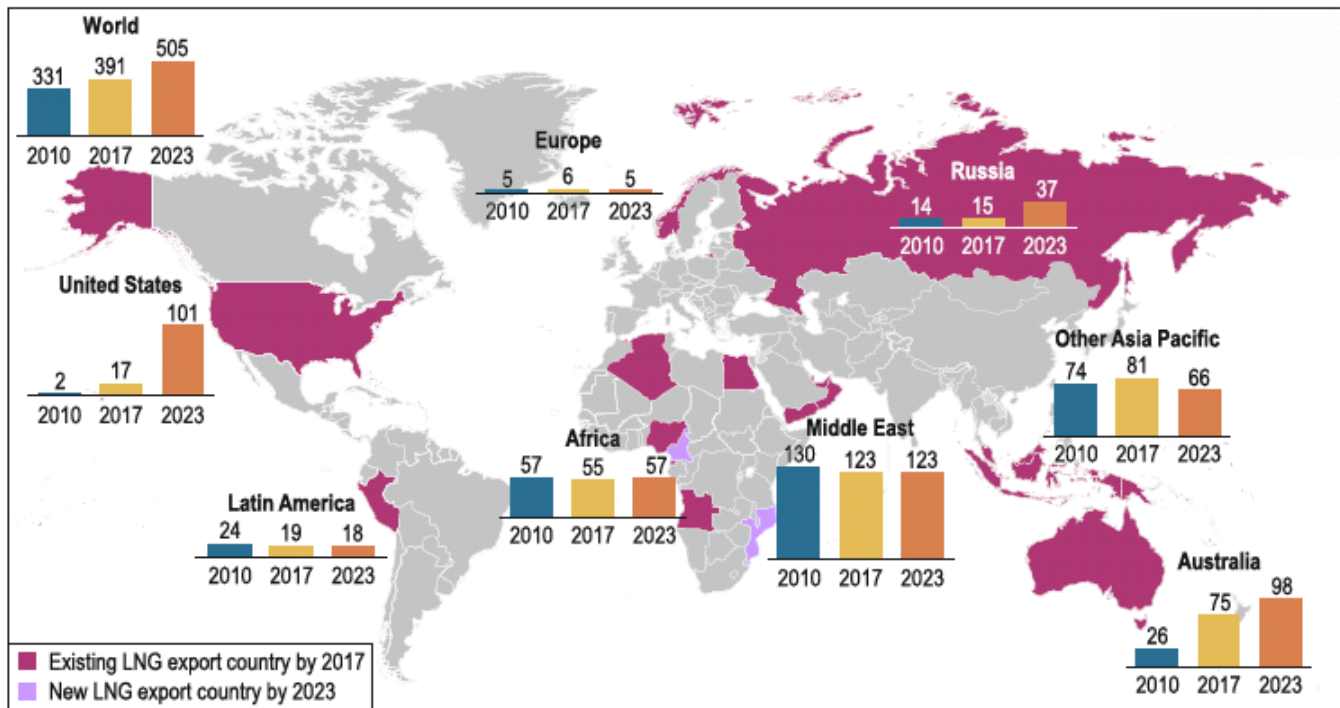 World
331 391 505
2010 2017 2023
Europe
5 6 5
2010 2017 2023
Russia
14 15 37
2010 2017 2023
United States
2 17 101
2010 2017 2023
Other Asia Pacific
74 81 66
2010 2017 2023
Africa
57 55 57
2010 2017 2023
Middle East
130 123 123
2010 2017 2023
Latin America
24 19 18
2010 2017 2023
Australia
26 75 98
2010 2017 2023
Existing LNG export country by 2017
New LNG export country by 2023